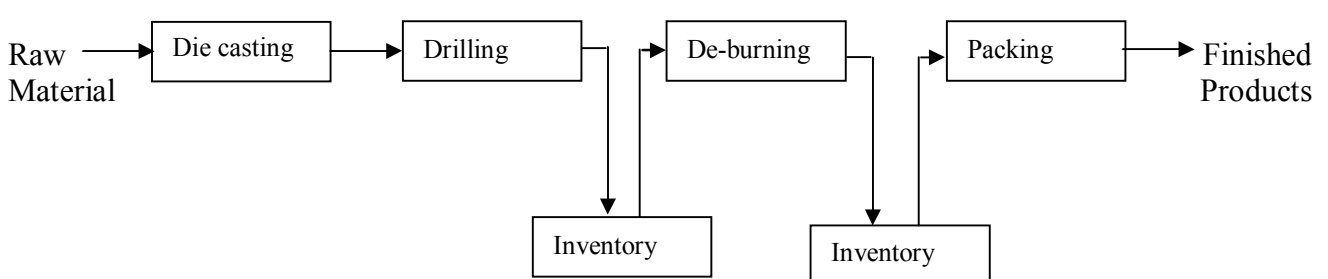 Raw
Material
Die casting
Drilling
De-burning
Packing
Finished
Products
Inventory
Inventory